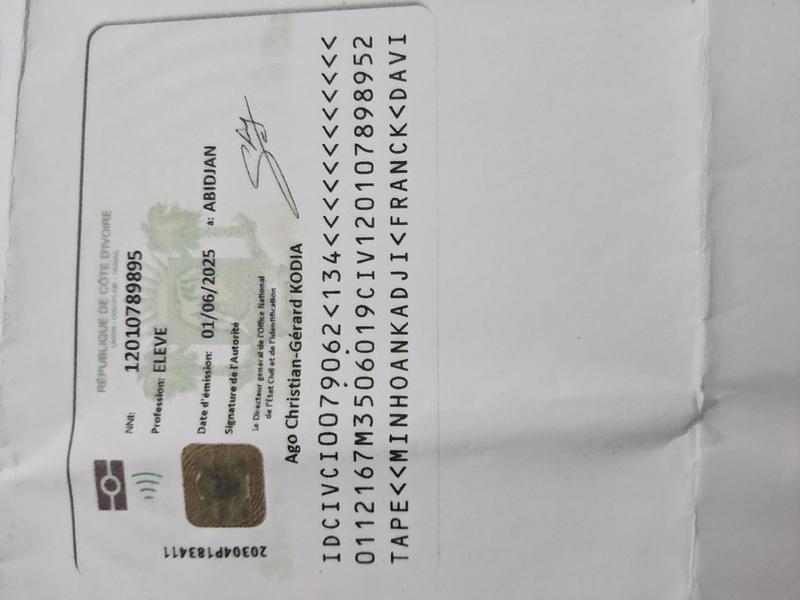 RÉPUBLIQUE DE CÔTE D'IVOIRE
NNI: 12010789895
Profession: ELEVE
Date d'émission: 01/06/2025 à: ABIDJAN
Signature de l'Autorité
Le Directeur général de l'Office National
de l'Etat Civil et de l'Identification
Ago Christian-Gérard KODIA
20304P183411
IDCIVCI0079062<134<<<<<<<<<<<<
0112167M3506019CIV120107898952
TAPE<<MINHOANKADJI<FRANCK<DAVI